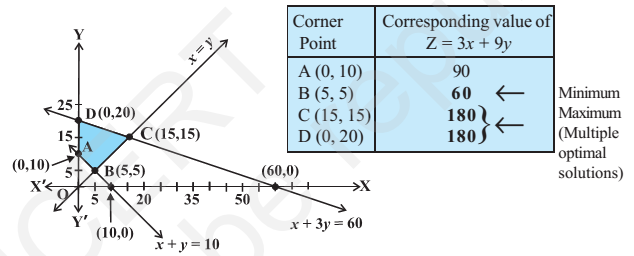 Y
x = y
25
D (0,20)
15
C (15,15)
A
(0,10)
5
B (5,5)
(60,0)
X′
O
5
20
35
50
X
Y′
(10,0)
x + y = 10
x + 3y = 60
Corner Point
Corresponding value of Z = 3x + 9y
A (0, 10) 90
B (5, 5) 60
C (15, 15) 180
D (0, 20) 180
Minimum
Maximum
(Multiple
optimal
solutions)